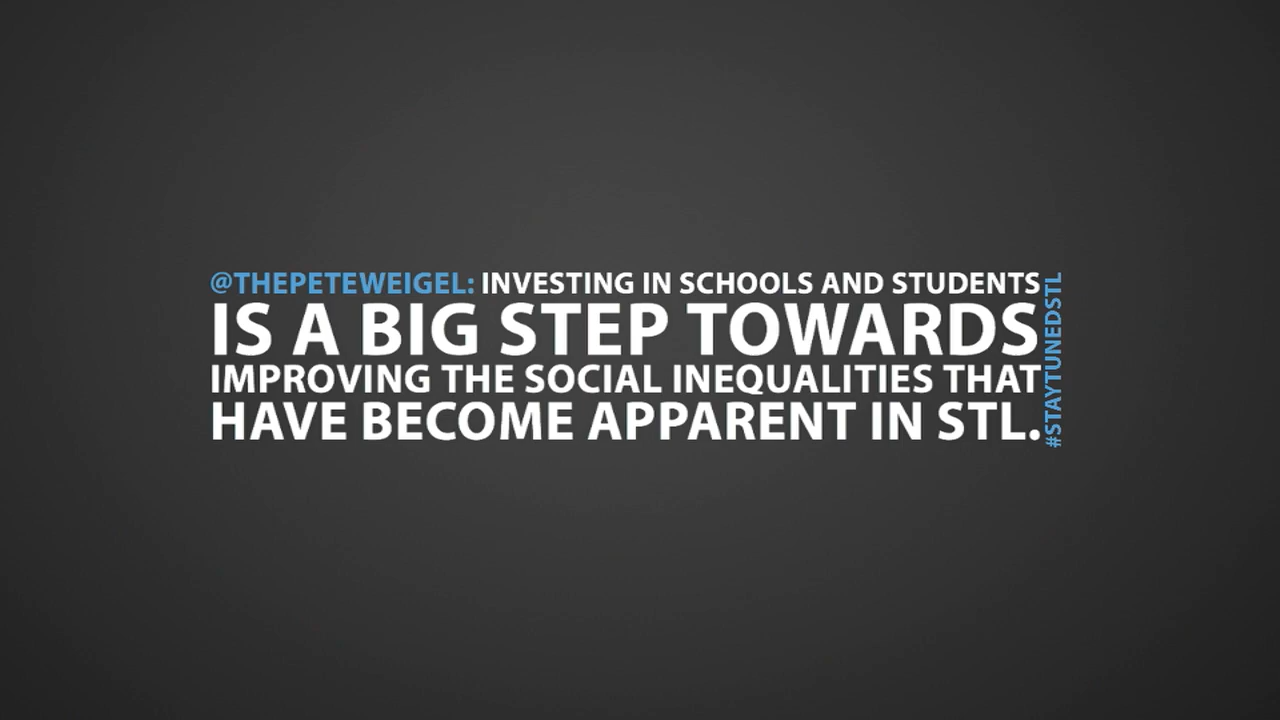 @THEPETEWEIGEL: INVESTING IN SCHOOLS AND STUDENTS
IS A BIG STEP TOWARDS
IMPROVING THE SOCIAL INEQUALITIES THAT
HAVE BECOME APPARENT IN STL.
#STAYTUNEDSTL